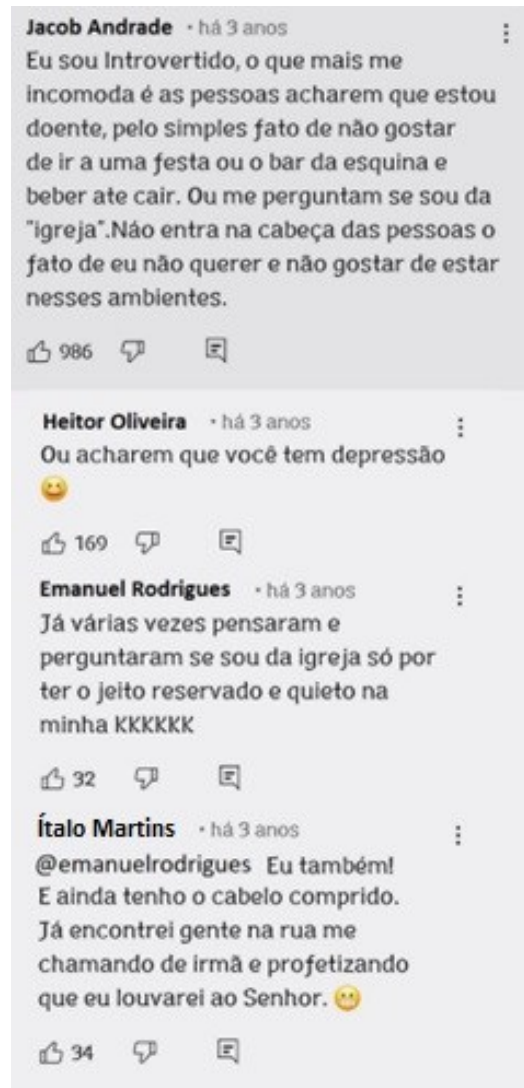 Jacob Andrade • há 3 anos
Eu sou Introvertido, o que mais me
incomoda é as pessoas acharem que estou
doente, pelo simples fato de não gostar
de ir a uma festa ou o bar da esquina e
beber ate cair. Ou me perguntam se sou da
"igreja".Náo entra na cabeça das pessoas o
fato de eu não querer e não gostar de estar
nesses ambientes.
986
Heitor Oliveira • há 3 anos
Ou acharem que você tem depressão
😄
169
Emanuel Rodrigues • há 3 anos
Já várias vezes pensaram e
perguntaram se sou da igreja só por
ter o jeito reservado e quieto na
minha KKKKKK
32
Ítalo Martins • há 3 anos
@emanuelrodrigues Eu também!
E ainda tenho o cabelo comprido.
Já encontrei gente na rua me
chamando de irmã e profetizando
que eu louvarei ao Senhor. 😬
34